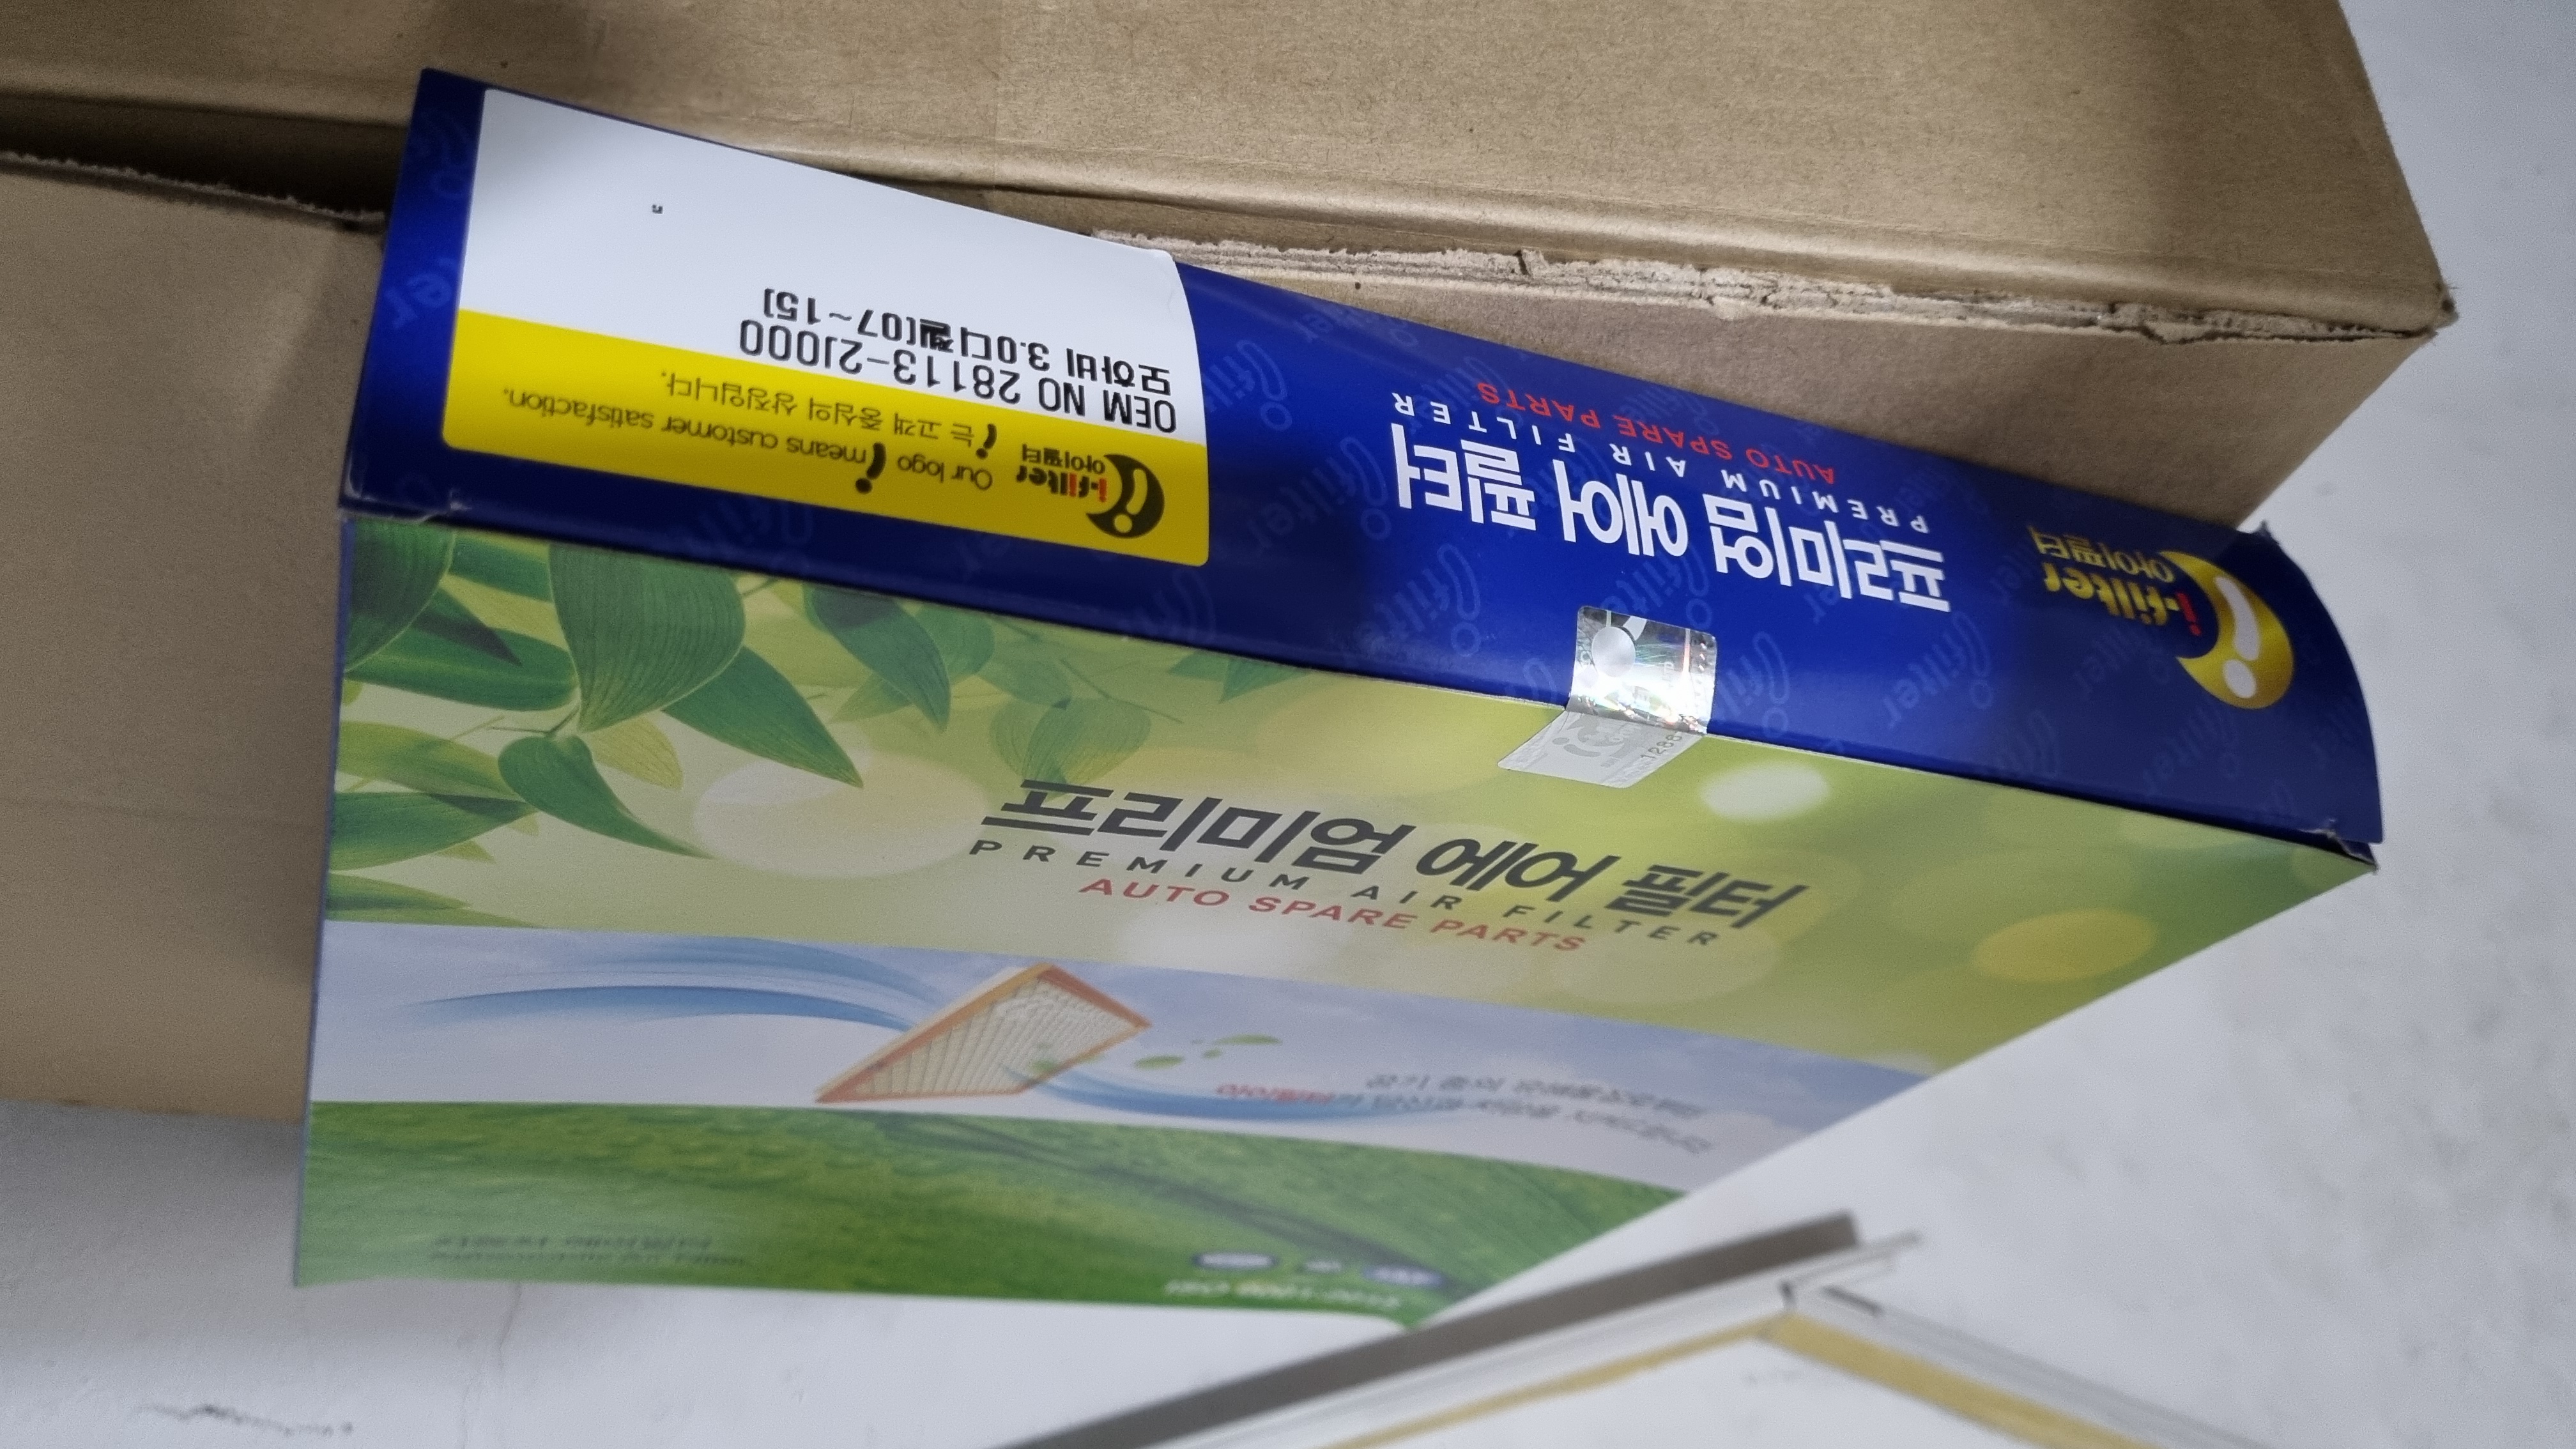 i-filter
아이필터
프리미엄 에어 필터
PREMIUM AIR FILTER
AUTO SPARE PARTS
i-filter
아이필터
Our logo i means customer satisfaction.
i 는 고객 중심의 상징입니다.
OEM NO 28113-2J000
모하비 3.0디젤(07~15)
프리미엄 에어 필터
PREMIUM AIR FILTER
AUTO SPARE PARTS
1288